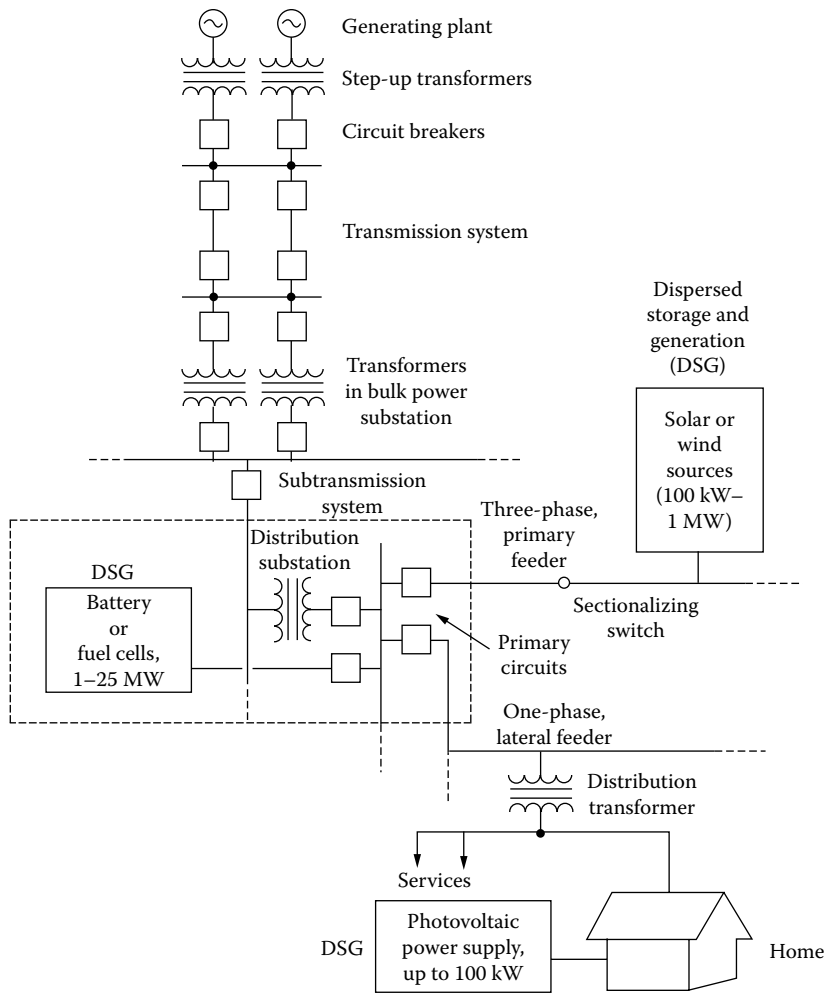 Generating plant
Step-up transformers
Circuit breakers
Transmission system
Dispersed
storage and
generation
(DSG)
Transformers
in bulk power
substation
Solar or
wind
sources
(100 kW–
1 MW)
Subtransmission
system
Three-phase,
primary
feeder
Distribution
substation
DSG
Battery
or
fuel cells,
1–25 MW
Sectionalizing
switch
Primary
circuits
One-phase,
lateral feeder
Distribution
transformer
Services
DSG
Photovoltaic
power supply,
up to 100 kW
Home